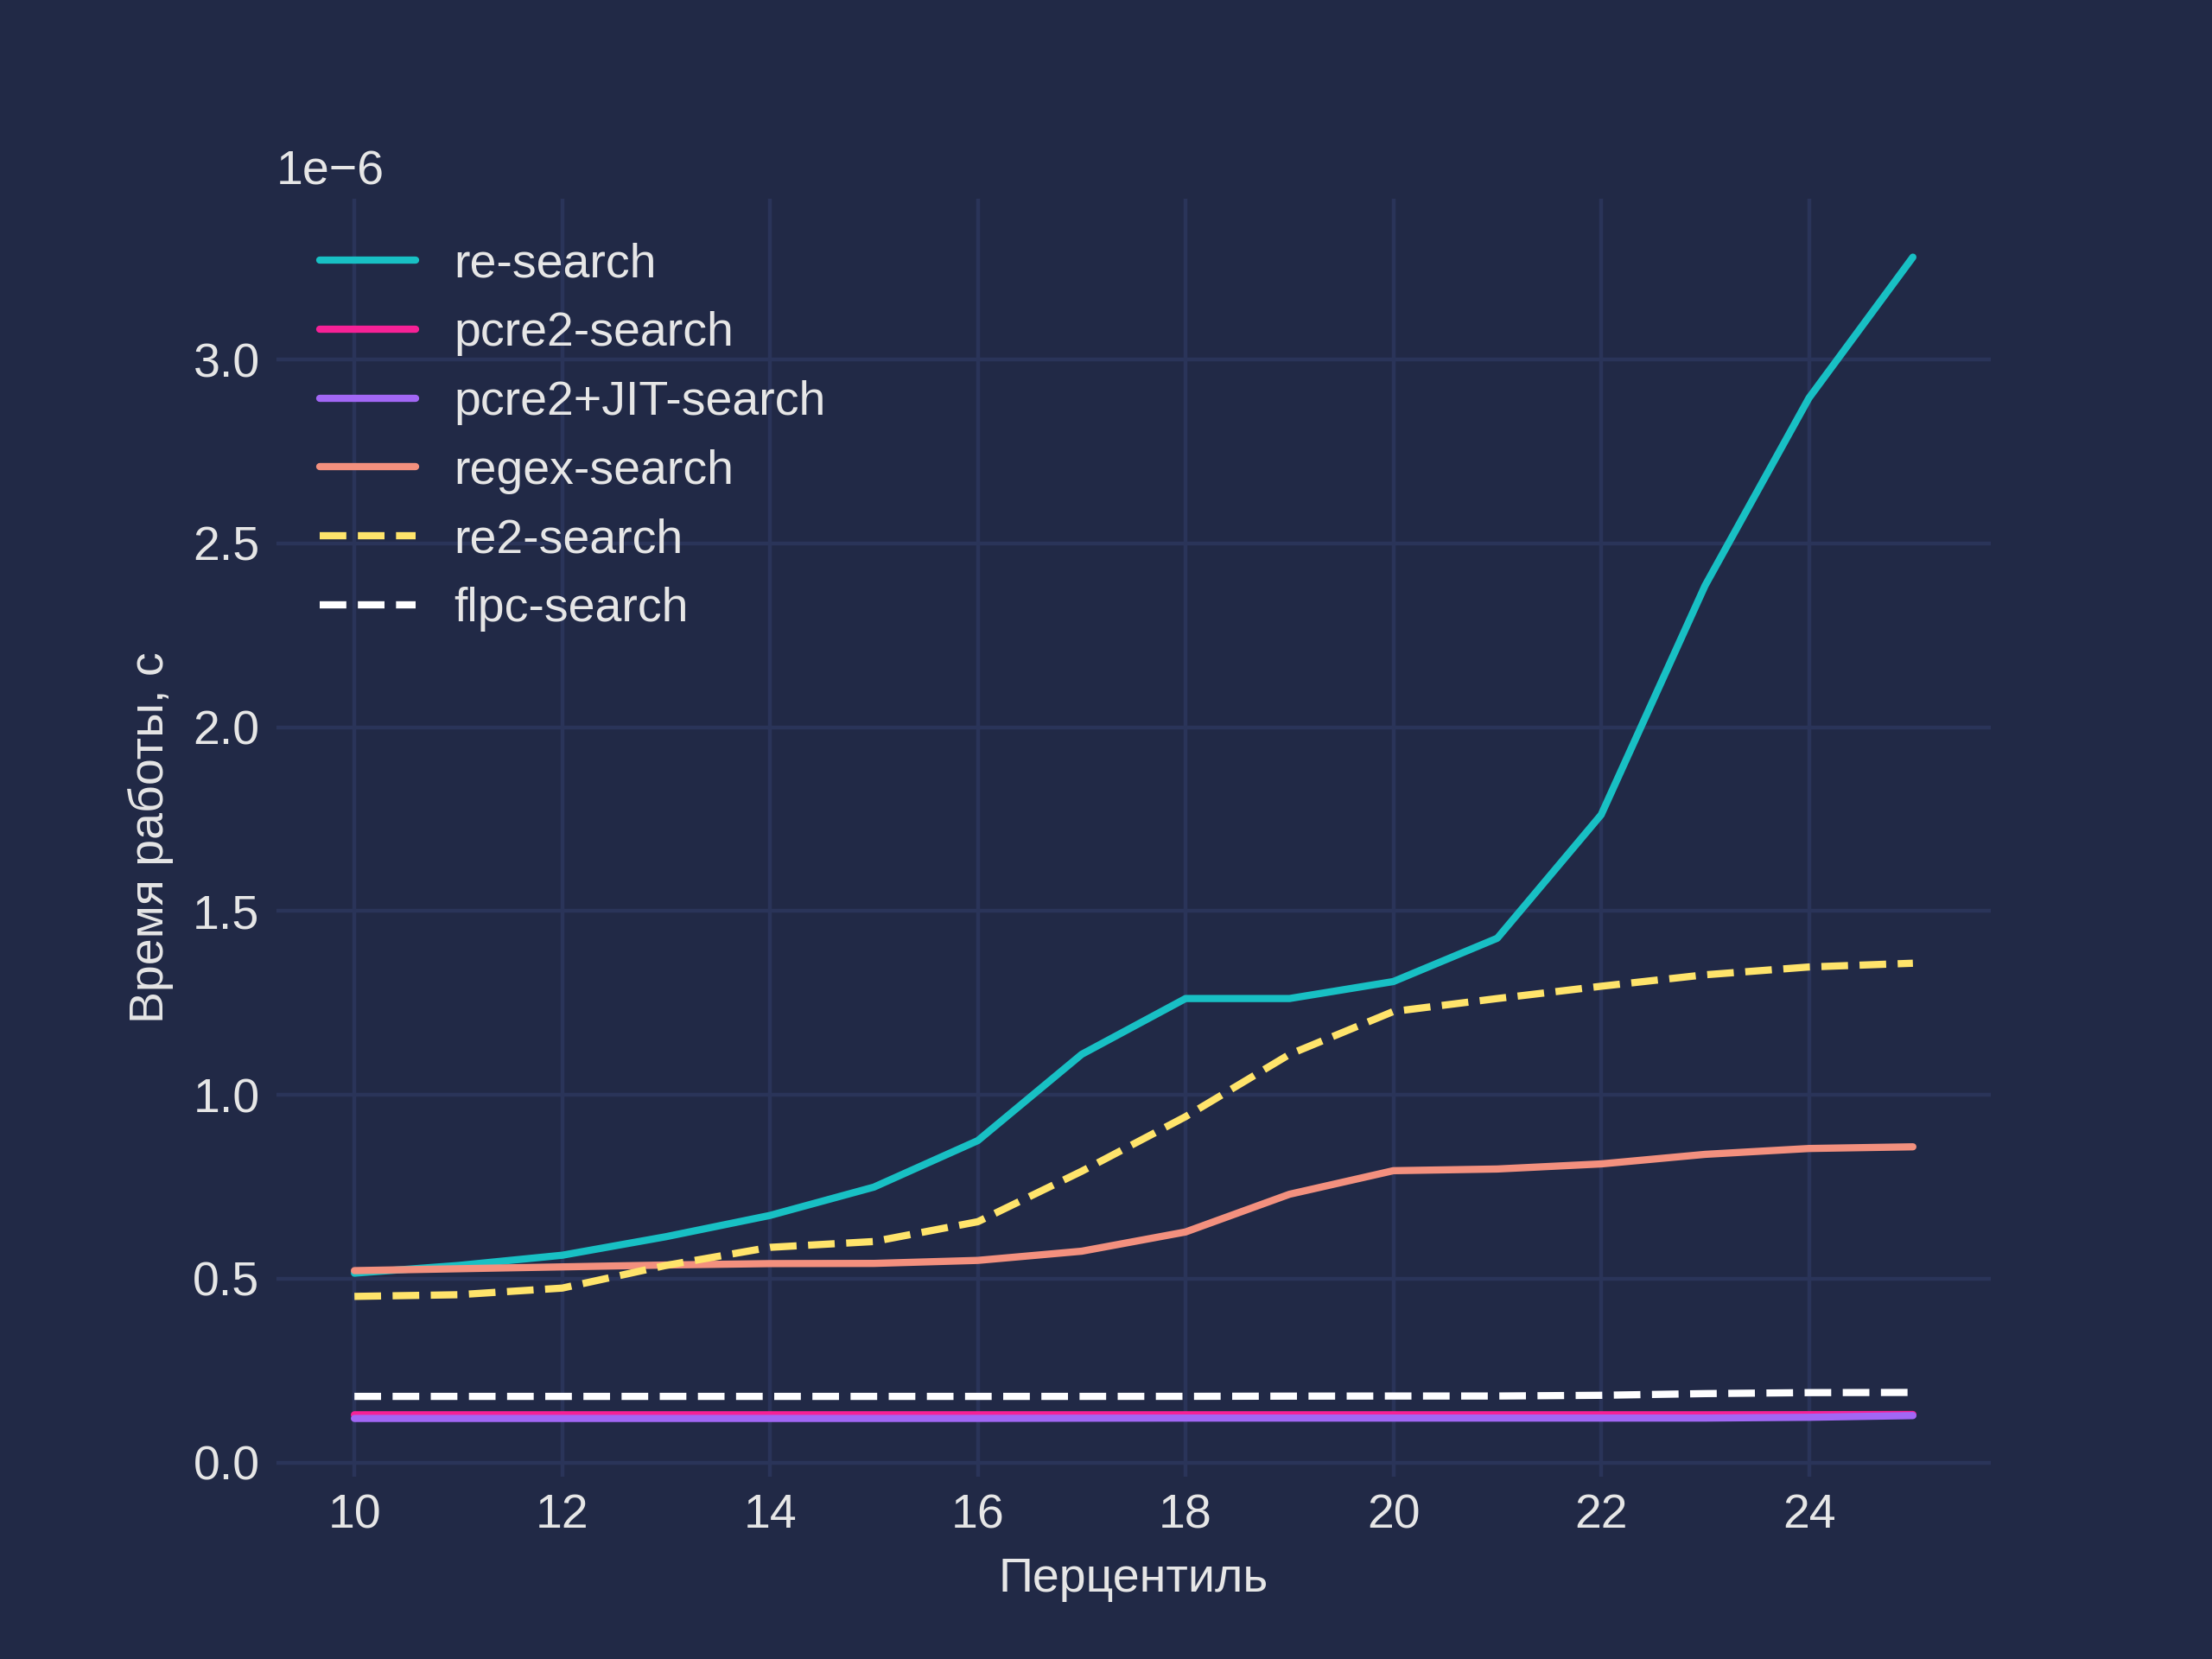 1e−6
re-search
pcre2-search
pcre2+JIT-search
regex-search
re2-search
flpc-search
3.0
2.5
2.0
1.5
1.0
0.5
0.0
Время работы, с
10 12 14 16 18 20 22 24
Перцентиль